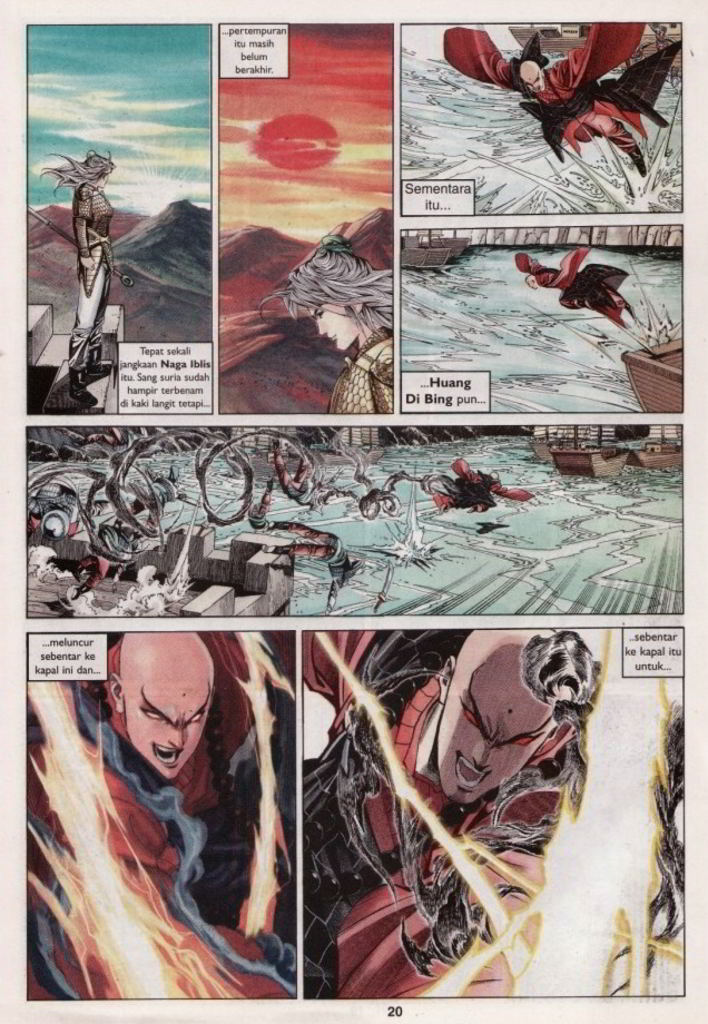 Tepat sekali
jangkaan Naga Iblis
itu. Sang suria sudah
hampir terbenam
di kaki langit tetapi...
...pertempuran
itu masih
belum
berakhir.
Sementara
itu...
...Huang
Di Bing pun...
...meluncur
sebentar ke
kapal ini dan...
..sebentar
ke kapal itu
untuk...
20